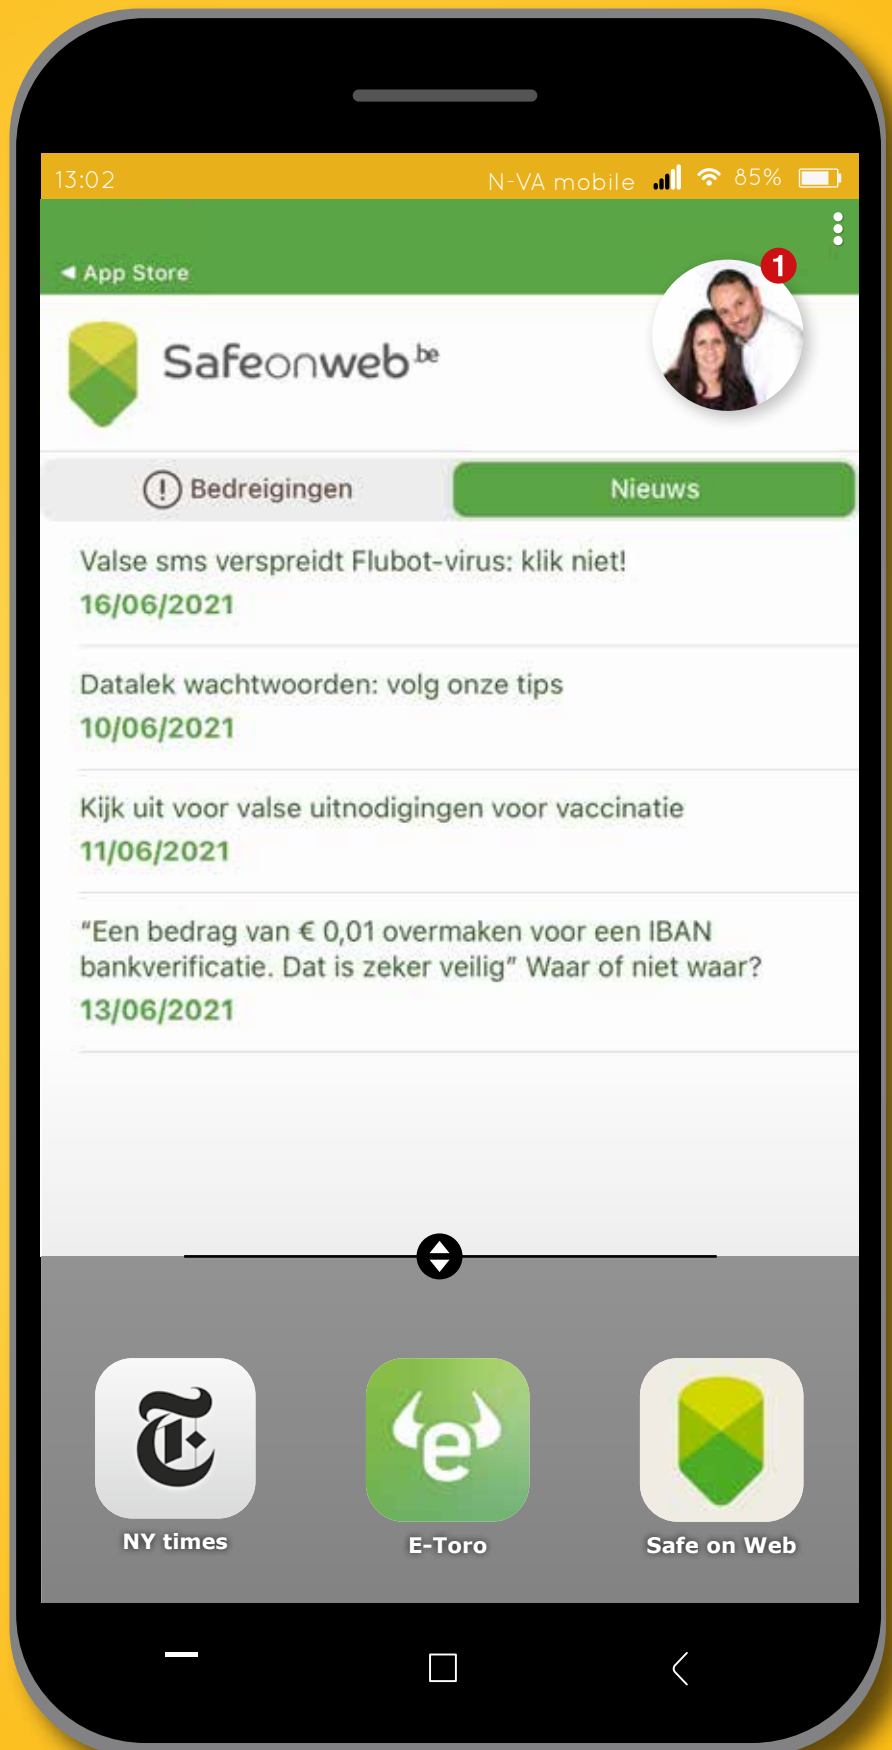 13:02
N-VA mobile
85%
App Store
1
Safeonweb.be
Bedreigingen
Nieuws
Valse sms verspreidt Flubot-virus: klik niet!
16/06/2021
Datalek wachtwoorden: volg onze tips
10/06/2021
Kijk uit voor valse uitnodigingen voor vaccinatie
11/06/2021
“Een bedrag van € 0,01 overmaken voor een IBAN
bankverificatie. Dat is zeker veilig” Waar of niet waar?
13/06/2021
T
e
NY times
E-Toro
Safe on Web